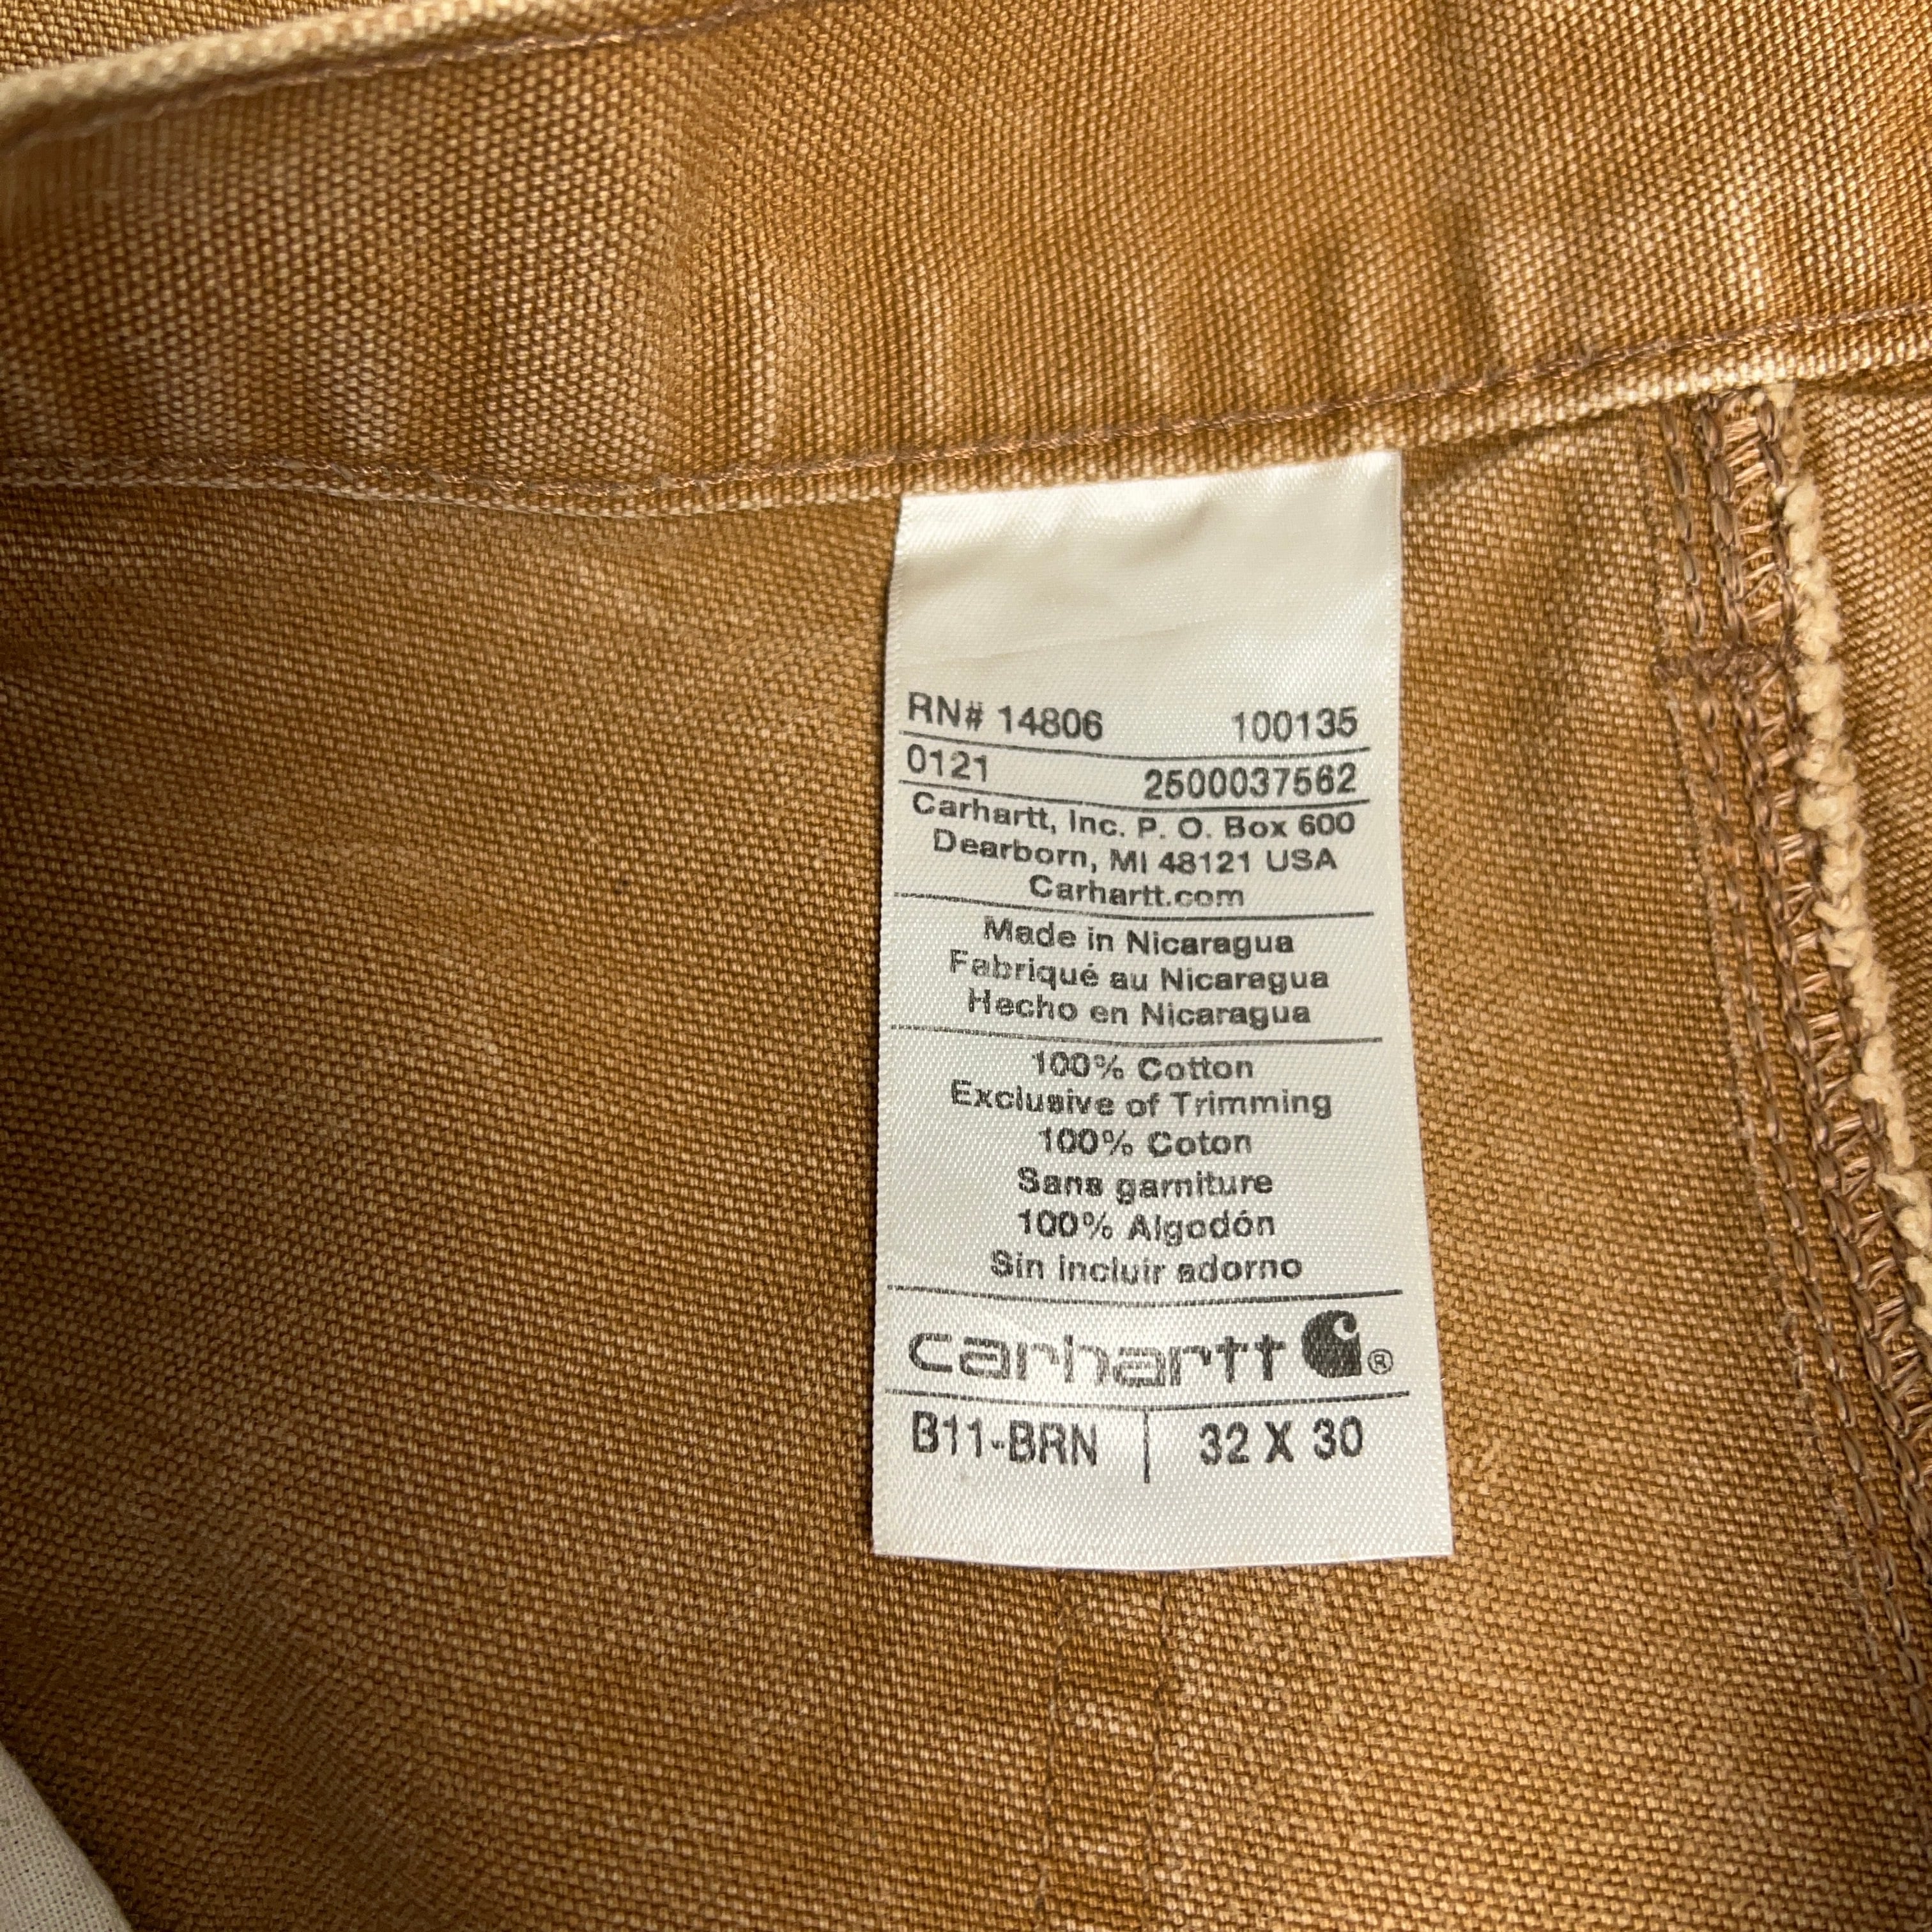 RN# 14806 100135
0121 2500037562
Carhartt, Inc. P. O. Box 600
Dearborn, MI 48121 USA
Carhartt.com
Made in Nicaragua
Fabriqué au Nicaragua
Hecho en Nicaragua
100% Cotton
Exclusive of Trimming
100% Coton
Sans garniture
100% Algodón
Sin incluir adorno
carhartt ®
B11-BRN | 32 X 30